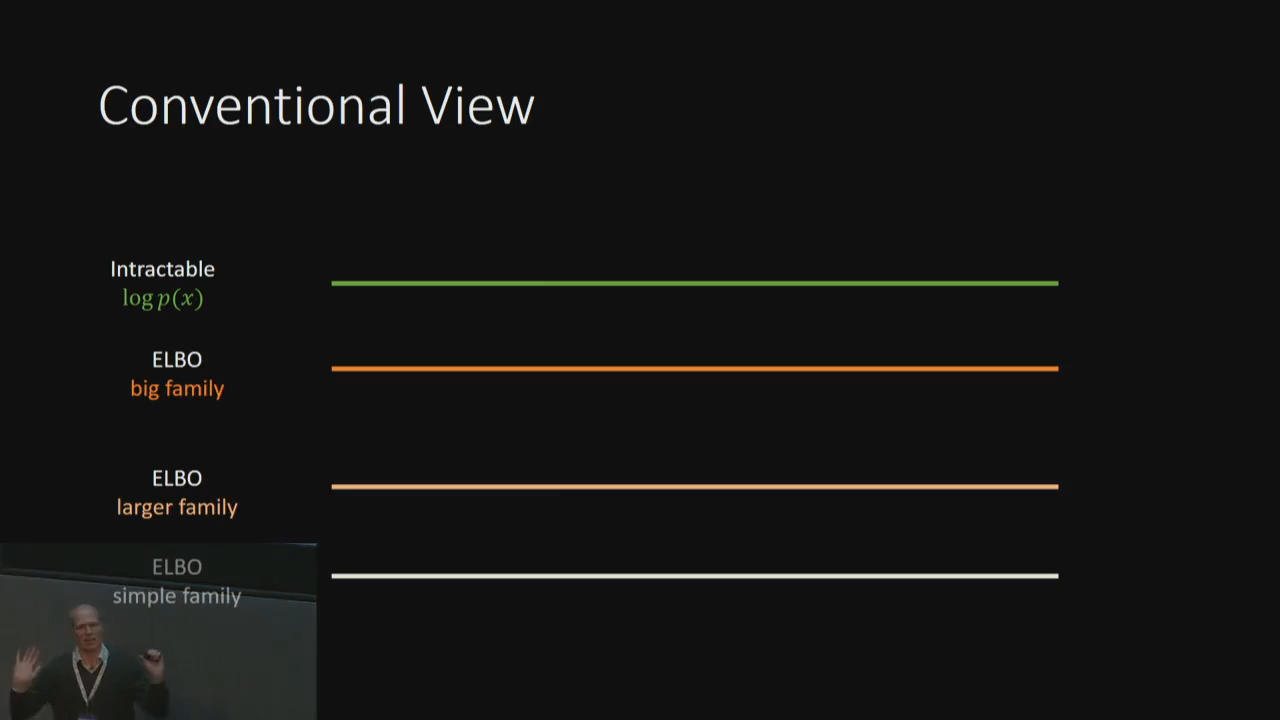 Conventional View
Intractable
log p(x)
ELBO
big family
ELBO
larger family
ELBO
simple family